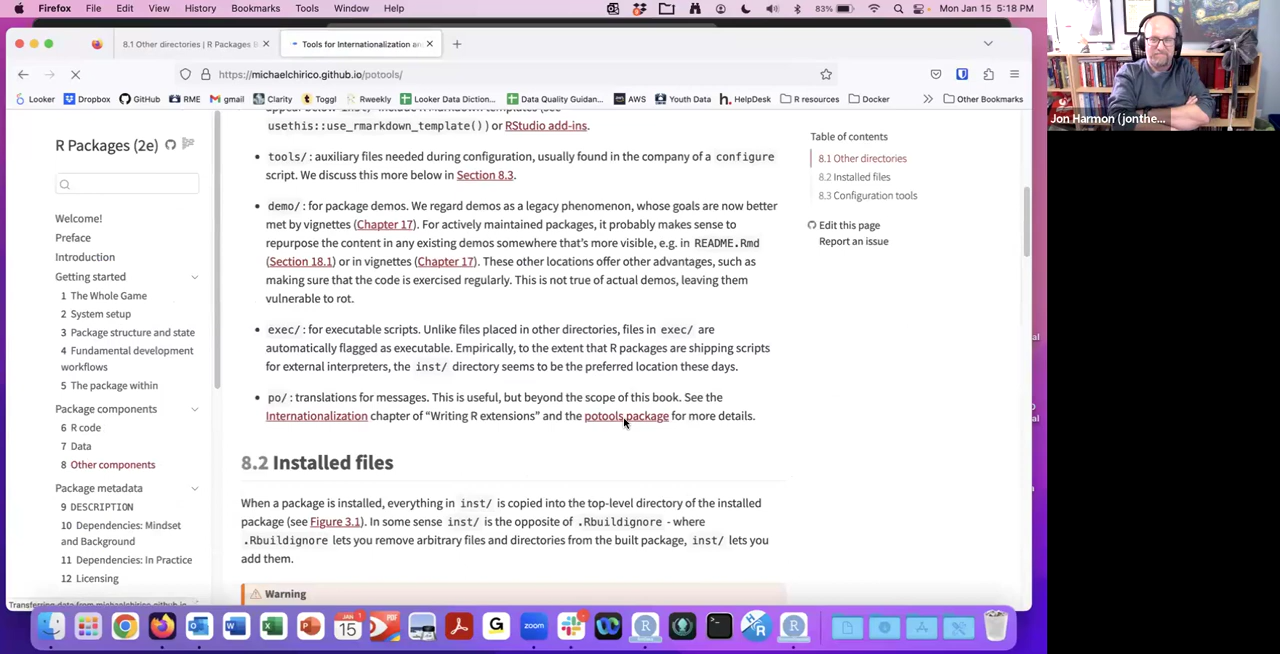 Firefox File Edit View History Bookmarks Tools Window Help 83% Mon Jan 15 5:18 PM
8.1 Other directories | R Packages Tools for Internationalization
https://michaelchirico.github.io/potools/
Looker Dropbox GitHub RME gmail Clarity Toggl Rweekly Looker Data Diction... Data Quality Guidan... AWS Youth Data HelpDesk R resources Docker Other Bookmarks
R Packages (2e)
Welcome!
Preface
Introduction
Getting started
1 The Whole Game
2 System setup
3 Package structure and state
4 Fundamental development
workflows
5 The package within
Package components
6 R code
7 Data
8 Other components
Package metadata
9 DESCRIPTION
10 Dependencies: Mindset
and Background
11 Dependencies: In Practice
12 Licensing
usethis::use_rmarkdown_template()) or RStudio add-ins.
• tools/: auxiliary files needed during configuration, usually found in the company of a configure
script. We discuss this more below in Section 8.3.
• demo/: for package demos. We regard demos as a legacy phenomenon, whose goals are now better
met by vignettes (Chapter 17). For actively maintained packages, it probably makes sense to
repurpose the content in any existing demos somewhere that's more visible, e.g. in README.Rmd
(Section 18.1) or in vignettes (Chapter 17). These other locations offer other advantages, such as
making sure that the code is exercised regularly. This is not true of actual demos, leaving them
vulnerable to rot.
• exec/: for executable scripts. Unlike files placed in other directories, files in exec/ are
automatically flagged as executable. Empirically, to the extent that R packages are shipping scripts
for external interpreters, the inst/ directory seems to be the preferred location these days.
• po/: translations for messages. This is useful, but beyond the scope of this book. See the
Internationalization chapter of “Writing R extensions” and the potools package for more details.
8.2 Installed files
When a package is installed, everything in inst/ is copied into the top-level directory of the installed
package (see Figure 3.1). In some sense inst/ is the opposite of .Rbuildignore - where
.Rbuildignore lets you remove arbitrary files and directories from the built package, inst/ lets you
add them.
Warning
Table of contents
8.1 Other directories
8.2 Installed files
8.3 Configuration tools
Edit this page
Report an issue
Jon Harmon (jonthe...
JAN
15
zoom